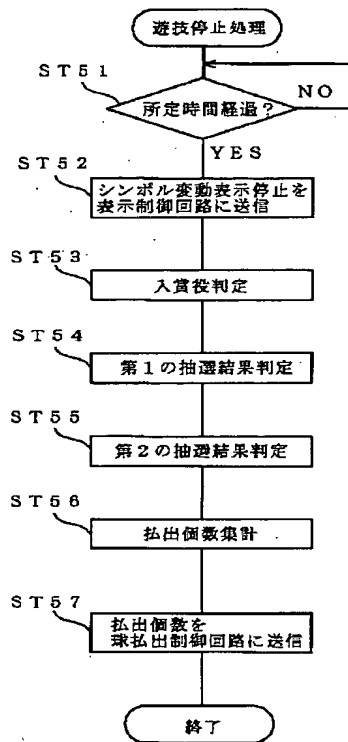 遊技停止処理
ST51
所定時間経過?
NO
YES
ST52
シンボル変動表示停止を
表示制御回路に送信
ST53
入賞役判定
ST54
第1の抽選結果判定
ST55
第2の抽選結果判定
ST56
払出個数集計
ST57
払出個数を
球払出制御回路に送信
終了